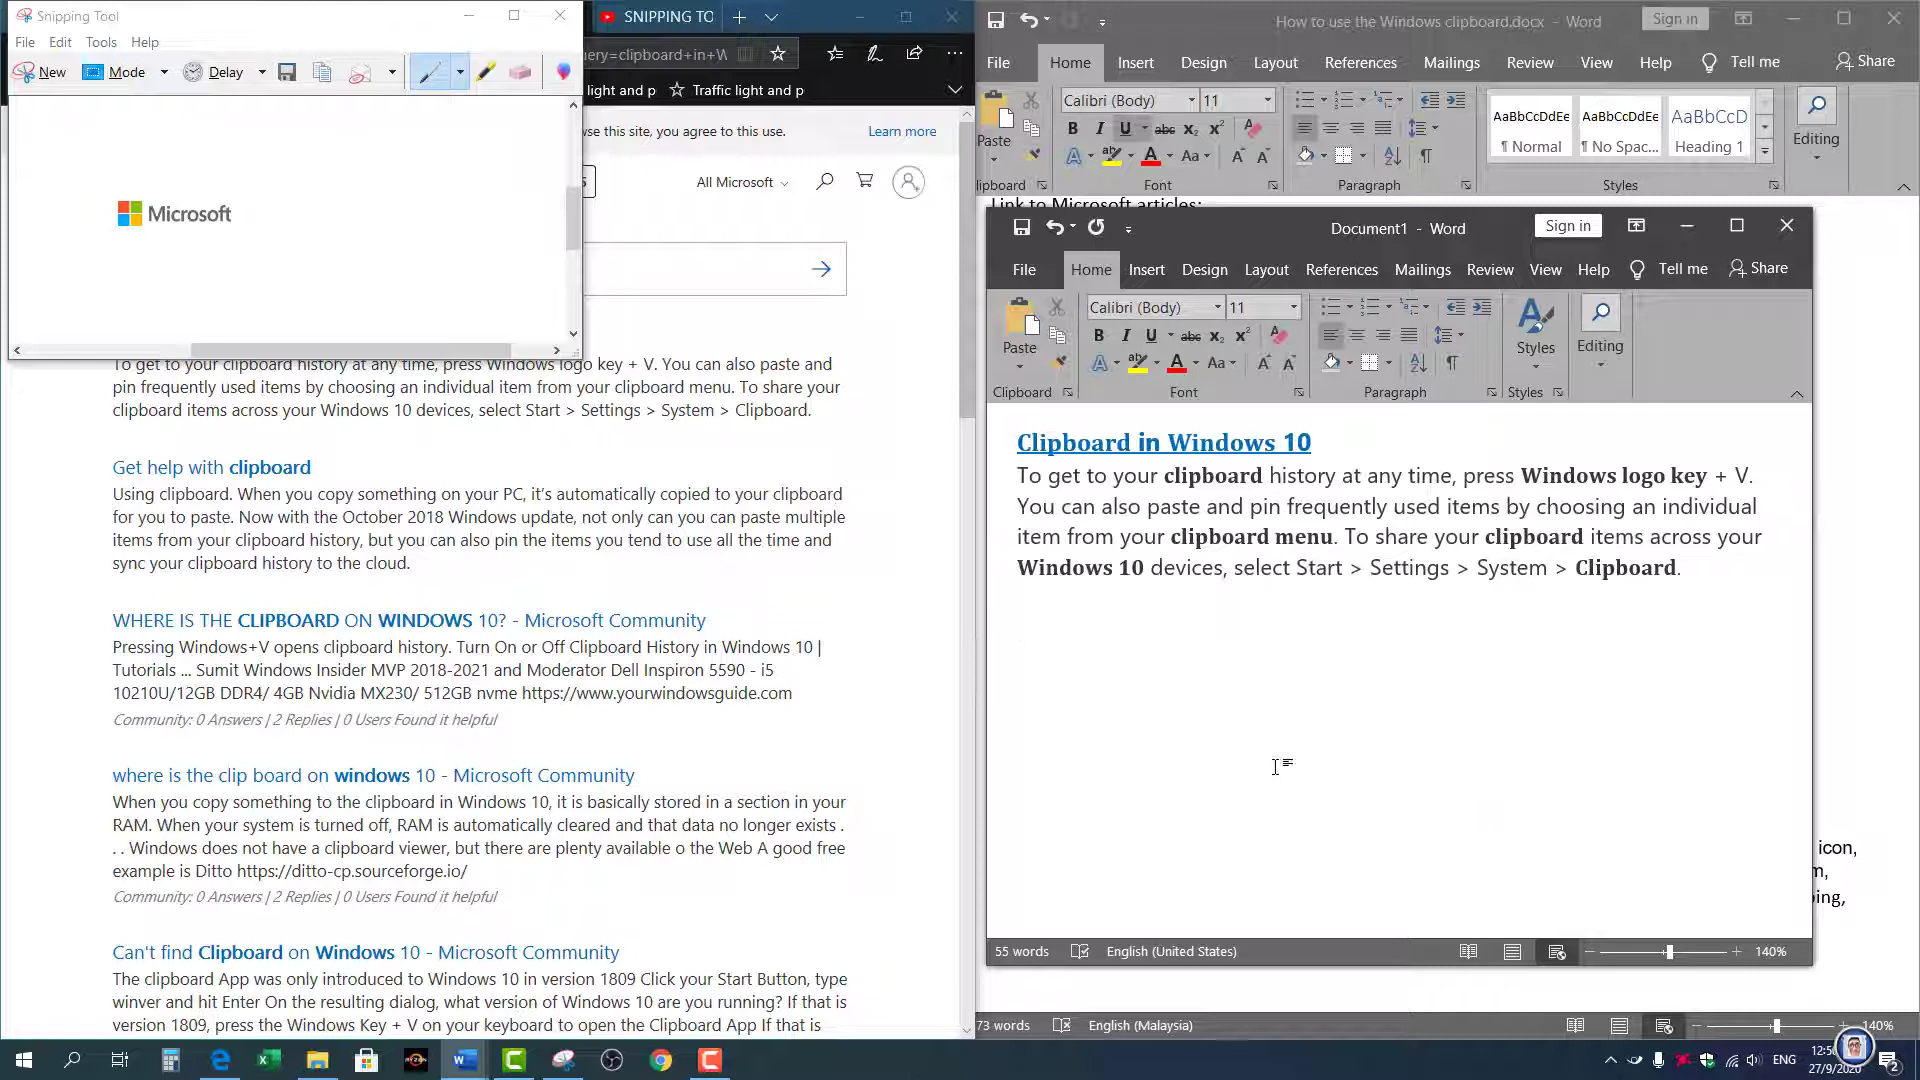 Snipping Tool
File Edit Tools Help
New Mode Delay
Microsoft
SNIPPING TO
query=clipboard+in+W
light and p Traffic light and p
se this site, you agree to this use. Learn more
All Microsoft
To get to your clipboard history at any time, press Windows logo key + V. You can also paste and
pin frequently used items by choosing an individual item from your clipboard menu. To share your
clipboard items across your Windows 10 devices, select Start > Settings > System > Clipboard.
Get help with clipboard
Using clipboard. When you copy something on your PC, it's automatically copied to your clipboard
for you to paste. Now with the October 2018 Windows update, not only can you can paste multiple
items from your clipboard history, but you can also pin the items you tend to use all the time and
sync your clipboard history to the cloud.
WHERE IS THE CLIPBOARD ON WINDOWS 10? - Microsoft Community
Pressing Windows+V opens clipboard history. Turn On or Off Clipboard History in Windows 10 |
Tutorials ... Sumit Windows Insider MVP 2018-2021 and Moderator Dell Inspiron 5590 - i5
10210U/12GB DDR4/ 4GB Nvidia MX230/ 512GB nvme https://www.yourwindowsguide.com
Community: 0 Answers | 2 Replies | 0 Users Found it helpful
where is the clip board on windows 10 - Microsoft Community
When you copy something to the clipboard in Windows 10, it is basically stored in a section in your
RAM. When your system is turned off, RAM is automatically cleared and that data no longer exists .
. . Windows does not have a clipboard viewer, but there are plenty available o the Web A good free
example is Ditto https://ditto-cp.sourceforge.io/
Community: 0 Answers | 2 Replies | 0 Users Found it helpful
Can't find Clipboard on Windows 10 - Microsoft Community
The clipboard App was only introduced to Windows 10 in version 1809 Click your Start Button, type
winver and hit Enter On the resulting dialog, what version of Windows 10 are you running? If that is
version 1809, press the Windows Key + V on your keyboard to open the Clipboard App If that is
How to use the Windows clipboard.docx - Word Sign in
File Home Insert Design Layout References Mailings Review View Help Tell me Share
Calibri (Body) 11
AaBbCcDdEe AaBbCcDdEe AaBbCcD
Paste
¶ Normal ¶ No Spac... Heading 1
Editing
lipboard Font Paragraph Styles
Link to Microsoft articles:
Document1 - Word Sign in
File Home Insert Design Layout References Mailings Review View Help Tell me Share
Calibri (Body) 11
Paste Styles Editing
Clipboard Font Paragraph Styles
Clipboard in Windows 10
To get to your clipboard history at any time, press Windows logo key + V.
You can also paste and pin frequently used items by choosing an individual
item from your clipboard menu. To share your clipboard items across your
Windows 10 devices, select Start > Settings > System > Clipboard.
icon,
m,
ping,
55 words English (United States) 140%
73 words English (Malaysia) 140%
RYZEN
ENG
12:50
27/9/2020
2